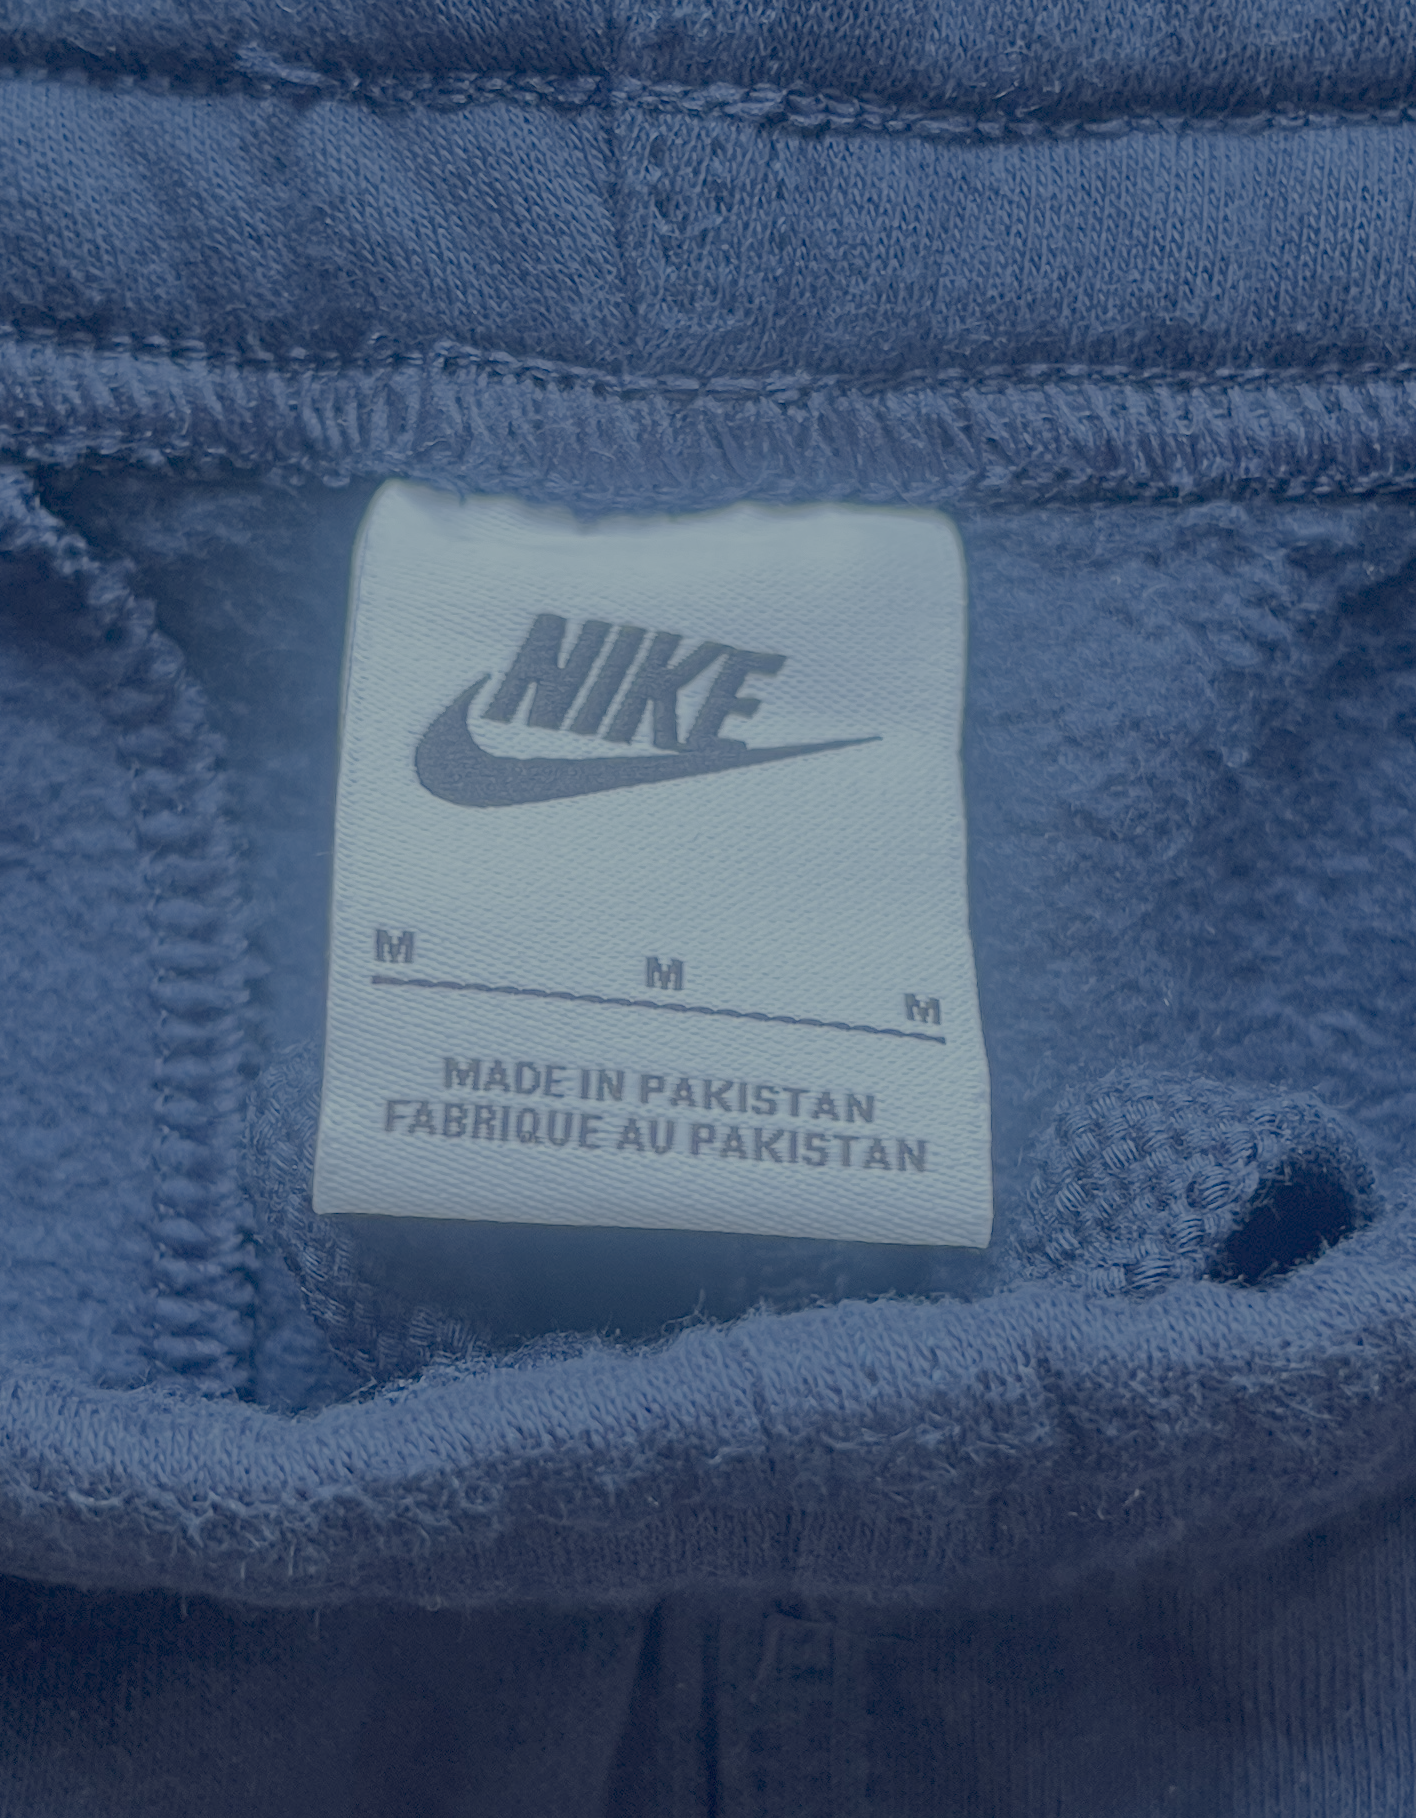 NIKE
M M M
MADE IN PAKISTAN
FABRIQUE AU PAKISTAN